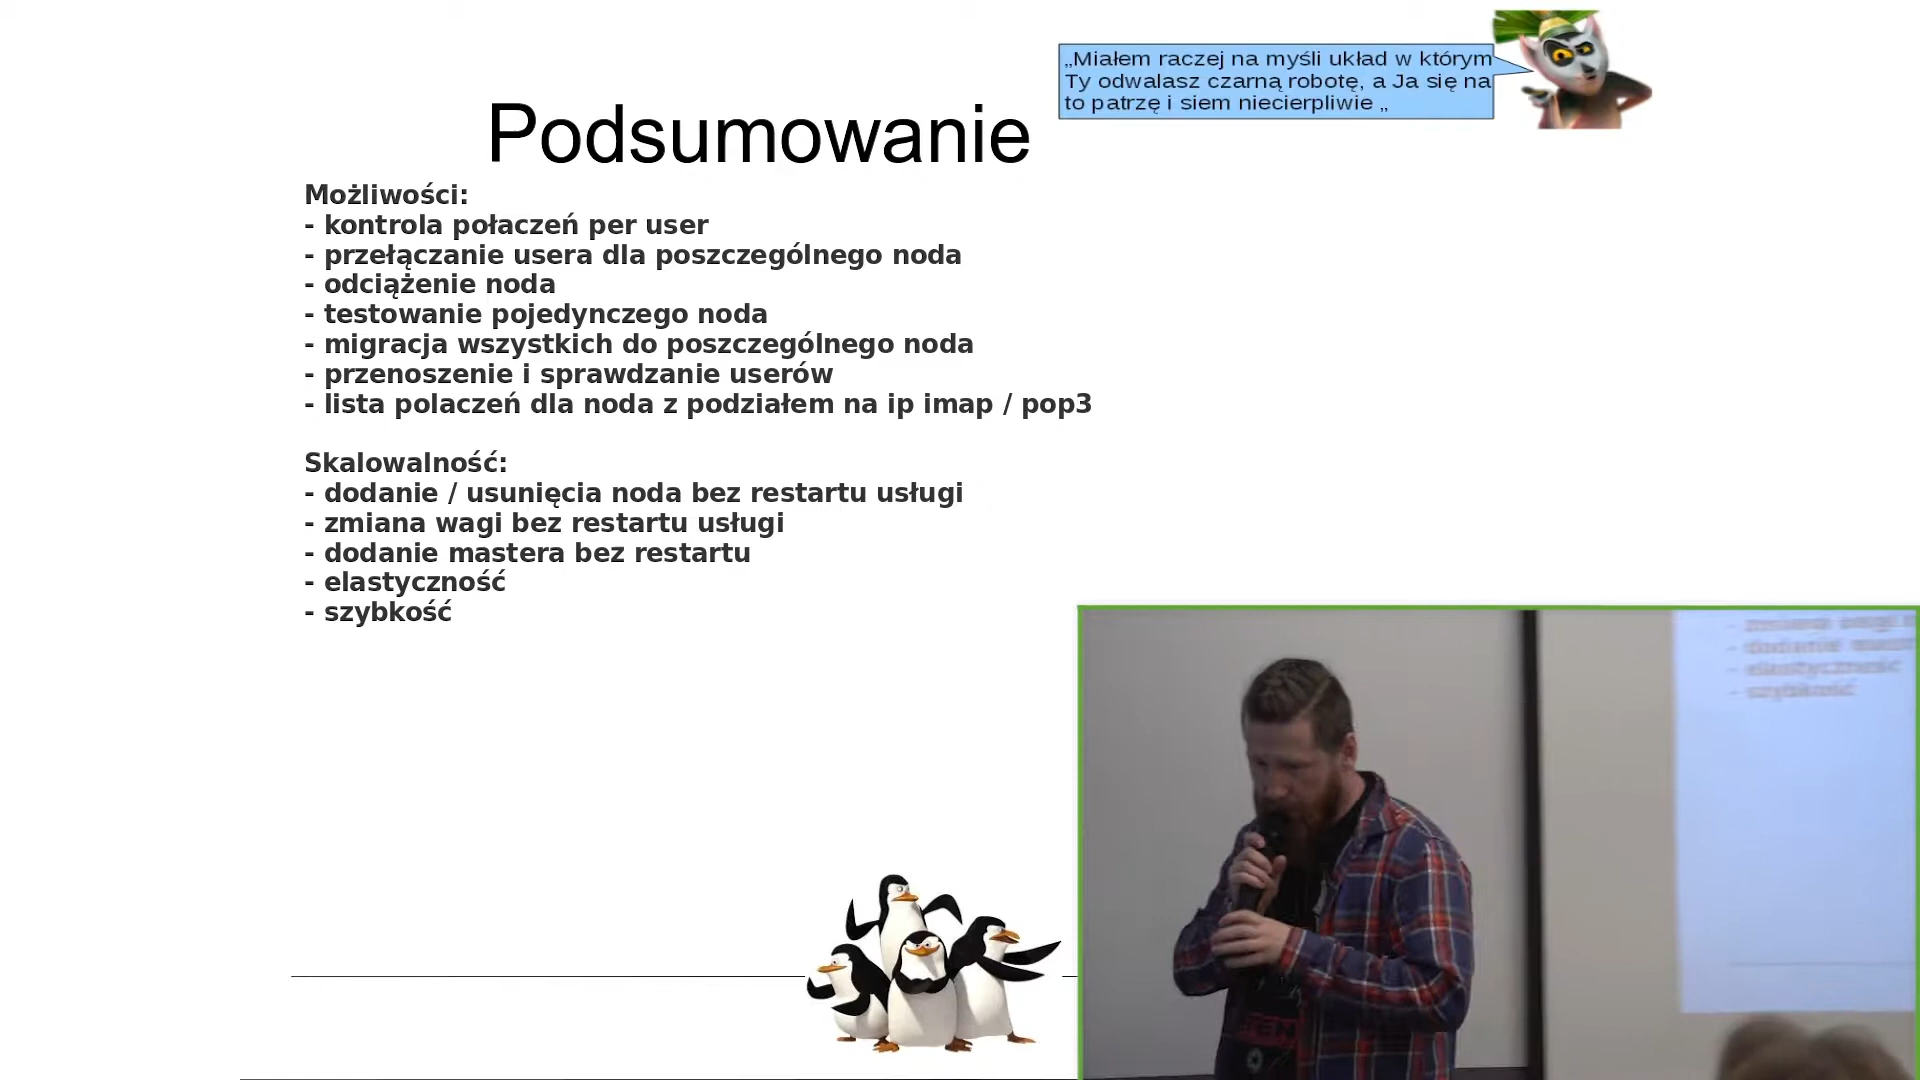 „Miałem raczej na myśli układ w którym
Ty odwalasz czarną robotę, a Ja się na
to patrzę i siem niecierpliwie „
Podsumowanie
Możliwości:
- kontrola połaczeń per user
- przełączanie usera dla poszczególnego noda
- odciążenie noda
- testowanie pojedynczego noda
- migracja wszystkich do poszczególnego noda
- przenoszenie i sprawdzanie userów
- lista polaczeń dla noda z podziałem na ip imap / pop3
Skalowalność:
- dodanie / usunięcia noda bez restartu usługi
- zmiana wagi bez restartu usługi
- dodanie mastera bez restartu
- elastyczność
- szybkość
- dodanie
- elastyczność
- szybkość